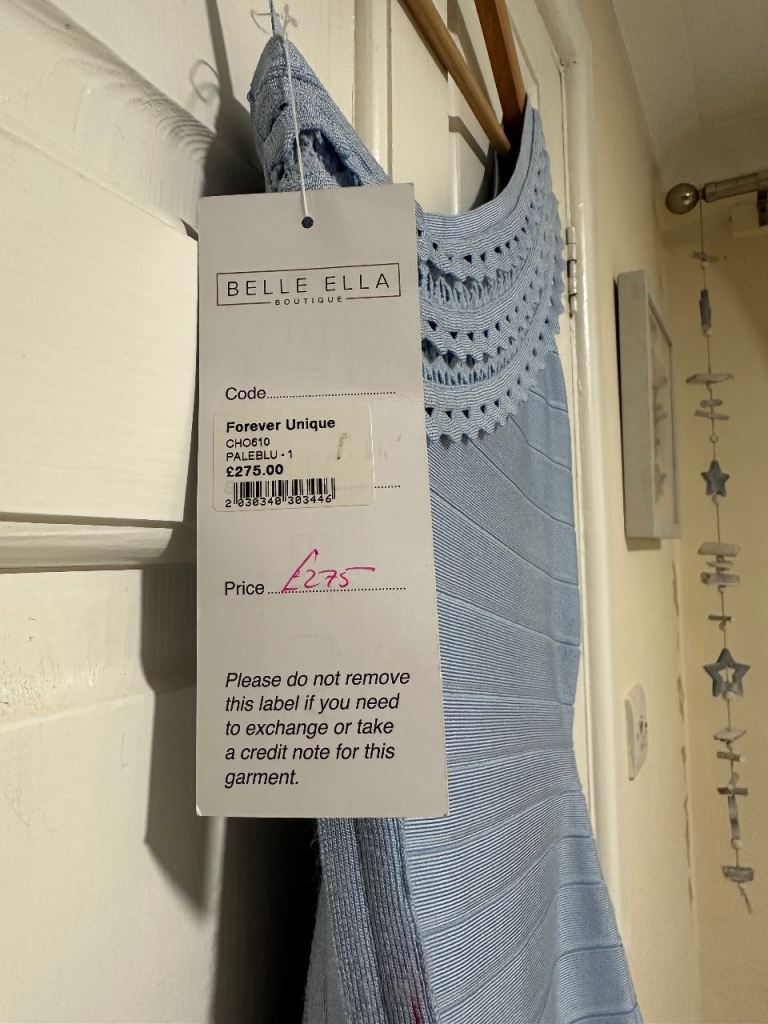 BELLE ELLA
BOUTIQUE
Code......................................
Forever Unique
CHO610
PALEBLU - 1
£275.00
2 030340 303446
Price £275
Please do not remove
this label if you need
to exchange or take
a credit note for this
garment.